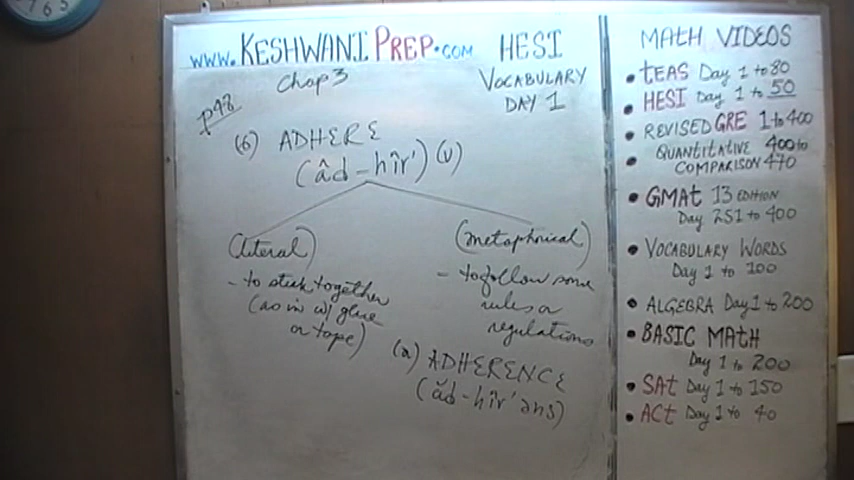 www.KESHWANIPREP.COM
HESI
VOCABULARY
DAY 1
Chap 3
p48
(6) ADHERE
(âd-hîr') (v)
(literal)
- to stick together
(as in w/ glue
or tape)
(metaphorical)
- to follow some
rules or
regulations
(n) ADHERENCE
(ăd-hîr'əns)
MATH VIDEOS
• TEAS Day 1 to 80
• HESI Day 1 to 50
• REVISED GRE 1 to 400
• QUANTITATIVE 400 to
COMPARISON 470
• GMAT 13 EDITION
Day 251 to 400
• VOCABULARY WORDS
Day 1 to 100
• ALGEBRA Day 1 to 200
• BASIC MATH
Day 1 to 200
• SAT Day 1 to 150
• ACT Day 1 to 40
7 6 5